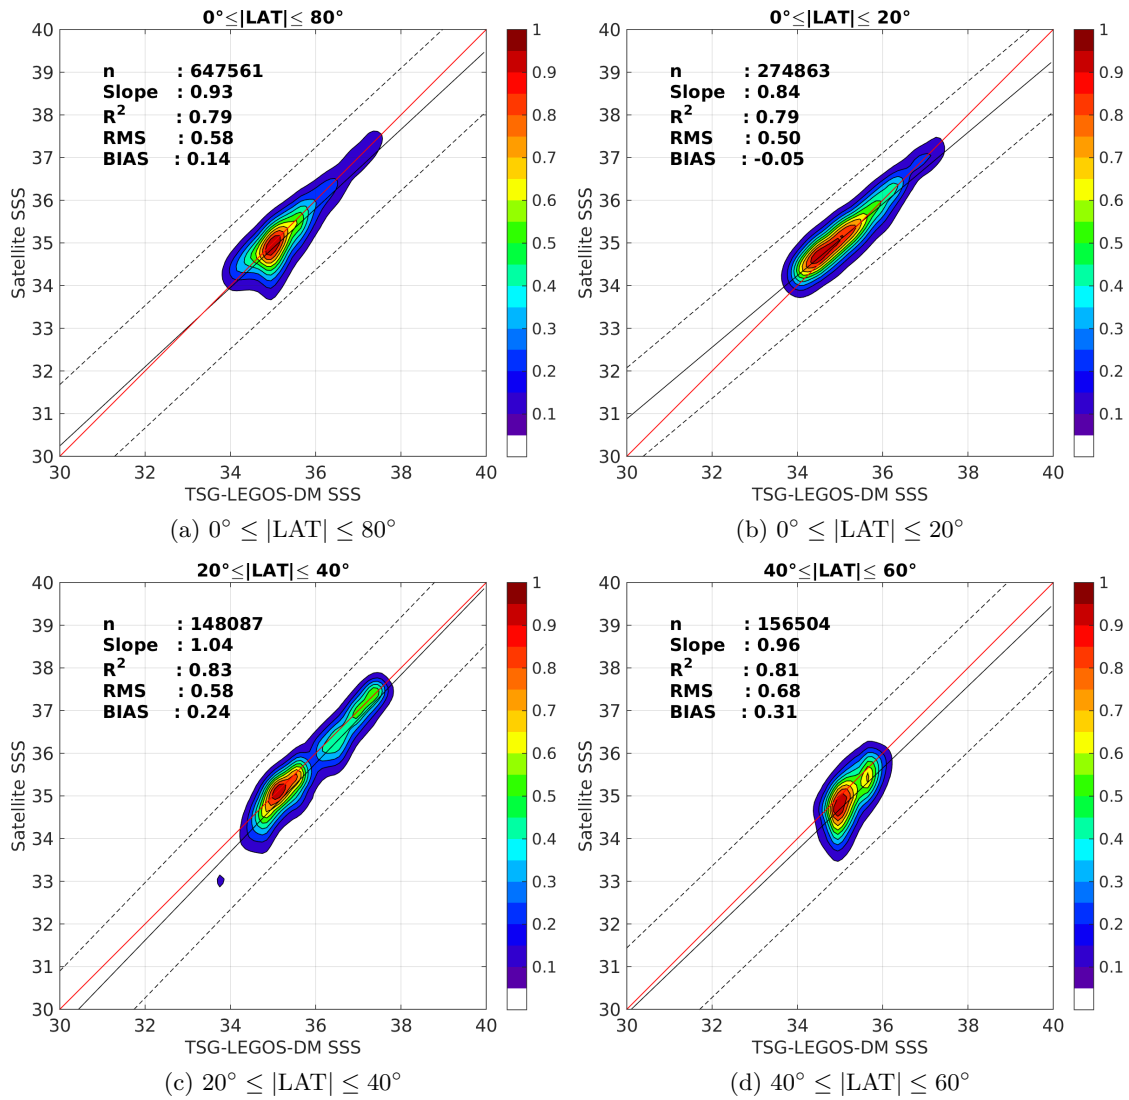 0°≤|LAT|≤ 80°
n : 647561
Slope : 0.93
R² : 0.79
RMS : 0.58
BIAS : 0.14
Satellite SSS
40
39
38
37
36
35
34
33
32
31
30
30 32 34 36 38 40
TSG-LEGOS-DM SSS
1
0.9
0.8
0.7
0.6
0.5
0.4
0.3
0.2
0.1
(a) 0° ≤ |LAT| ≤ 80°
0°≤|LAT|≤ 20°
n : 274863
Slope : 0.84
R² : 0.79
RMS : 0.50
BIAS : -0.05
Satellite SSS
40
39
38
37
36
35
34
33
32
31
30
30 32 34 36 38 40
TSG-LEGOS-DM SSS
1
0.9
0.8
0.7
0.6
0.5
0.4
0.3
0.2
0.1
(b) 0° ≤ |LAT| ≤ 20°
20°≤|LAT|≤ 40°
n : 148087
Slope : 1.04
R² : 0.83
RMS : 0.58
BIAS : 0.24
Satellite SSS
40
39
38
37
36
35
34
33
32
31
30
30 32 34 36 38 40
TSG-LEGOS-DM SSS
1
0.9
0.8
0.7
0.6
0.5
0.4
0.3
0.2
0.1
(c) 20° ≤ |LAT| ≤ 40°
40°≤|LAT|≤ 60°
n : 156504
Slope : 0.96
R² : 0.81
RMS : 0.68
BIAS : 0.31
Satellite SSS
40
39
38
37
36
35
34
33
32
31
30
30 32 34 36 38 40
TSG-LEGOS-DM SSS
1
0.9
0.8
0.7
0.6
0.5
0.4
0.3
0.2
0.1
(d) 40° ≤ |LAT| ≤ 60°